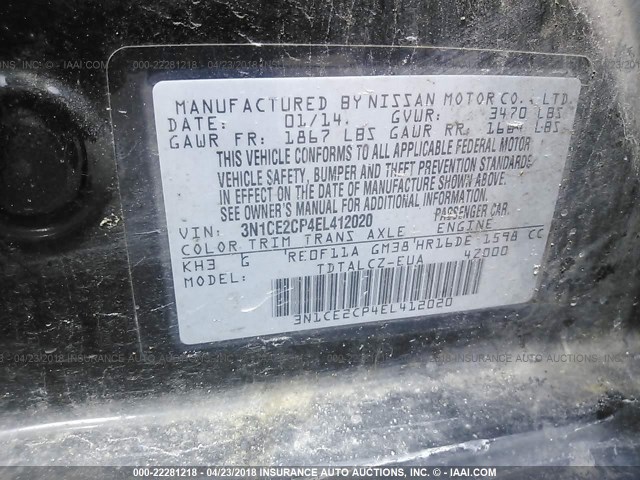 000-22281218 - 04/23/2018 INSURANCE AUTO AUCTIONS, INC. - © IAAI.COM
MANUFACTURED BY NISSAN MOTOR CO., LTD.
DATE: 01/14. GVWR: 3470 LBS
GAWR FR: 1867 LBS GAWR RR: 1684 LBS
THIS VEHICLE CONFORMS TO ALL APPLICABLE FEDERAL MOTOR
VEHICLE SAFETY, BUMPER AND THEFT PREVENTION STANDARDS
IN EFFECT ON THE DATE OF MANUFACTURE SHOWN ABOVE.
SEE OWNER'S MANUAL FOR ADDITIONAL INFORMATION.
VIN: 3N1CE2CP4EL412020 PASSENGER CAR.
COLOR TRIM TRANS AXLE ENGINE
KH3 G RE0F11A GM38 HR16DE 1598 CC
TDTALCZ-EUA 42000
3N1CE2CP4EL412020
000-22281218 - 04/23/2018 INSURANCE AUTO AUCTIONS, INC. - © IAAI.COM